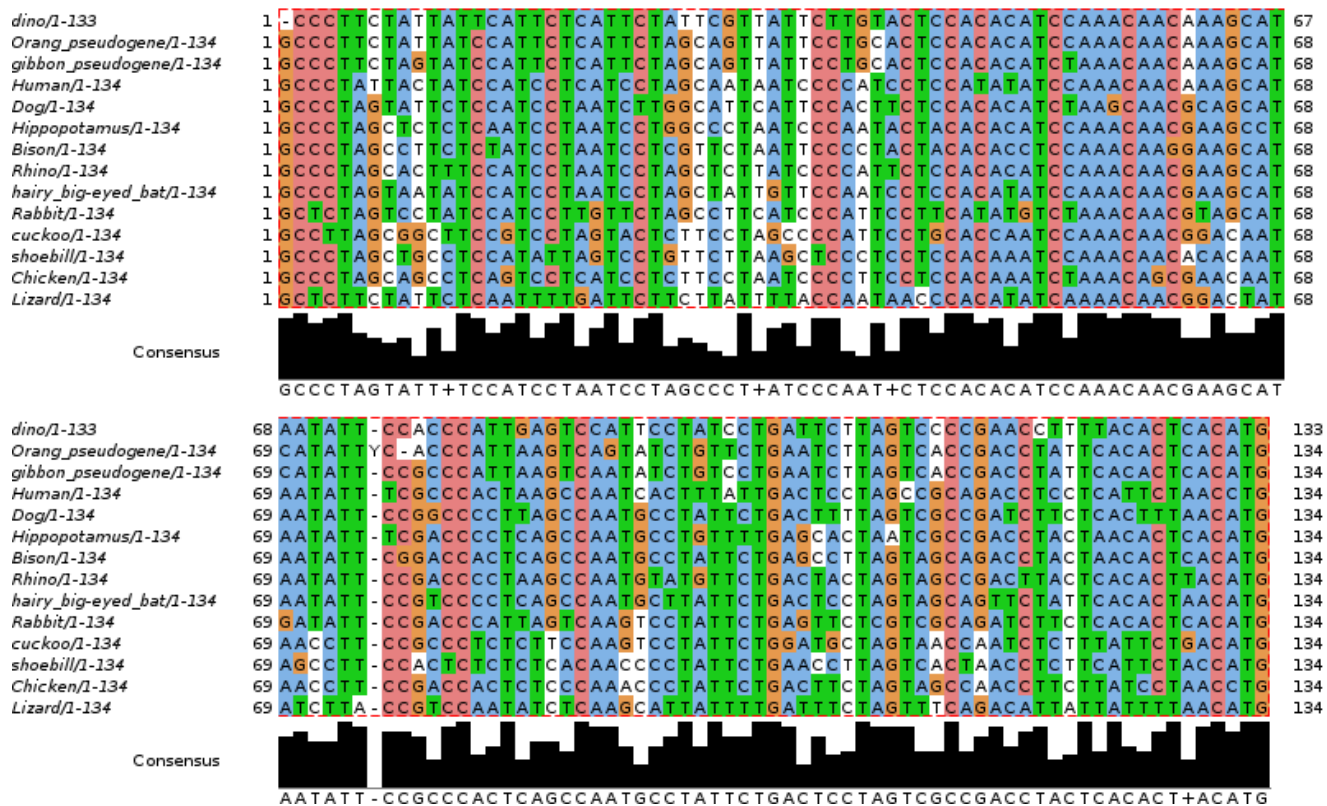 dino/1-133 1 -CCCTTCTATTATTCATTCTCATTCTATTCGTTATTCTTGTACTCCACACATCCAAACAACAAAGCAT 67
Orang_pseudogene/1-134 1 GCCCTTCTATTATCCATTCTCATTCTAGCAGTTATTCCTGCACTCCACACATCCAAACAACAAAGCAT 68
gibbon_pseudogene/1-134 1 GCCCTTCTAGTATCCATTCTCATTCTAGCAGTTATTCCTGCACTCCACACATCTAAACAACAAAGCAT 68
Human/1-134 1 GCCCTATTACTATCCATCCTCATCCTAGCAATAATCCCCATCCTCCATATATCCAAACAACAAAGCAT 68
Dog/1-134 1 GCCCTAGTATTCTCCATCCTAATCTTGGCATTCATTCCACTTCTCCACACATCTAAGCAACGCAGCAT 68
Hippopotamus/1-134 1 GCCCTAGCTCTCTCAATCCTAATCCTGGCCCTAATCCCAATACTACACACATCCAAACAACGAAGCCT 68
Bison/1-134 1 GCCCTAGCCTTCTCTATCCTAATCCTCGTTCTAATTCCCCTACTACACACCTCCAAACAAGGAAGCAT 68
Rhino/1-134 1 GCCCTAGCACTTTCCATCCTAATCCTAGCTCTTATCCCATTCCTCCACACATCCAAACAACGAAGCAT 68
hairy_big-eyed_bat/1-134 1 GCCCTAGTAATATCCATCCTAATCCTAGCTATTGTTCCAATCCTCCACATATCCAAACAACGAAGCAT 68
Rabbit/1-134 1 GCTCTAGTCCTATCCATCCTTGTTCTAGCCTTCATCCCATTCCTTCATATGTCTAAACAACGTAGCAT 68
cuckoo/1-134 1 GCCTTAGCGGCTTCCGTCCTAGTACTCTTCCTAGCCCCATTCCTGCACCAATCCAAACAACGGACAAT 68
shoebill/1-134 1 GCCCTAGCTGCCTCCATATTAGTCCTGTTCTTAAGCTCCCTCCTCCACAAATCCAAACAACACACAAT 68
Chicken/1-134 1 GCCCTAGCAGCCTCAGTCCTCATCCTCTTCCTAATCCCCTTCCTCCACAAATCTAAACAGCGAACAAT 68
Lizard/1-134 1 GCTCTTCTATTCTCAATTTTGATTCTTCTTATTTTACCAATAACCCACATATCAAAACAACGGACTAT 68
Consensus
GCCCTAGTATT+TCCATCCTAATCCTAGCCCT+ATCCCAAT+CTCCACACATCCAAACAACGAAGCAT
dino/1-133 68 AATATT-CCACCCATTGAGTCCATTCCTATCCTGATTCTTAGTCCCCGAACCTTTTACACTCACATG 133
Orang_pseudogene/1-134 69 CATATTYC-ACCCATTAAGTCAGTATCTGTTCTGAATCTTAGTCACCGACCTATTCACACTCACATG 134
gibbon_pseudogene/1-134 69 CATATT-CCGCCCATTAAGTCAATATCTGTCCTGAATCTTAGTCACCGACCTATTCACACTCACATG 134
Human/1-134 69 AATATT-TCGCCCACTAAGCCAATCACTTTATTGACTCCTAGCCGCAGACCTCCTCATTCTAACCTG 134
Dog/1-134 69 AATATT-CCGGCCCCTTAGCCAATGCCTATTCTGACTTTTAGTCGCCGATCTTCTCACTTTAACATG 134
Hippopotamus/1-134 69 AATATT-TCGACCCCTCAGCCAATGCCTGTTTTGAGCACTAATCGCCGACCTACTAACACTCACATG 134
Bison/1-134 69 AATATT-CGGACCACTCAGCCAATGCCTATTCTGAGCCTTAGTAGCAGACCTACTAACACTCACATG 134
Rhino/1-134 69 AATATT-CCGACCCCTAAGCCAATGTATGTTCTGACTACTAGTAGCCGACTTACTCACACTTACATG 134
hairy_big-eyed_bat/1-134 69 AATATT-CCGTCCCCTCAGCCAATGCTTATTCTGACTCCTAGTAGCAGTTCTATTCACACTAACATG 134
Rabbit/1-134 69 GATATT-CCGACCCATTAGTCAAGTCCTATTCTGAGTTCTCGTCGCAGATCTTCTCACACTTACATG 134
cuckoo/1-134 69 AACCTT-CCGCCCTCTCTTCCAAGTCCTATTCTGGATGCTAGTAACCAATCTCTTTATTCTGACATG 134
shoebill/1-134 69 AGCCTT-CCACTCTCTCTCACAACCCCTATTCTGAACCTTAGTCACTAACCTCTTCATTCTACCATG 134
Chicken/1-134 69 AACCTT-CCGACCACTCTCCCAAACCCTATTCTGACTTCTAGTAGCCAACCTTCTTATCCTAACCTG 134
Lizard/1-134 69 ATCTTA-CCGTCCAATATCTCAAGCATTATTTTTGATTTCTAGTTTCAGACATTATTATTTTAACATG 134
Consensus
AATATT-CCGCCCACTCAGCCAATGCCTATTCTGACTCCTAGTCGCCGACCTACTCACACT+ACATG